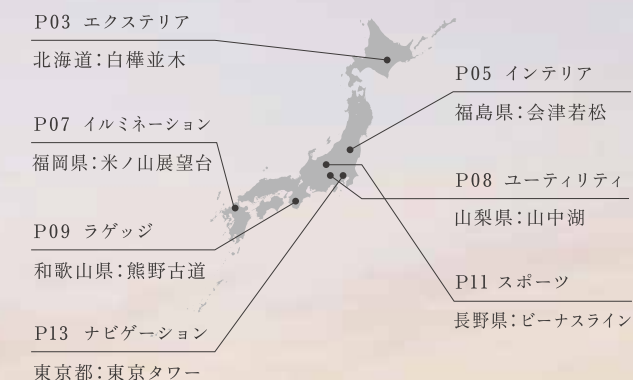 P03 エクステリア
北海道：白樺並木
P07 イルミネーション
福岡県：米ノ山展望台
P09 ラゲッジ
和歌山県：熊野古道
P13 ナビゲーション
東京都：東京タワー
P05 インテリア
福島県：会津若松
P08 ユーティリティ
山梨県：山中湖
P11 スポーツ
長野県：ビーナスライン